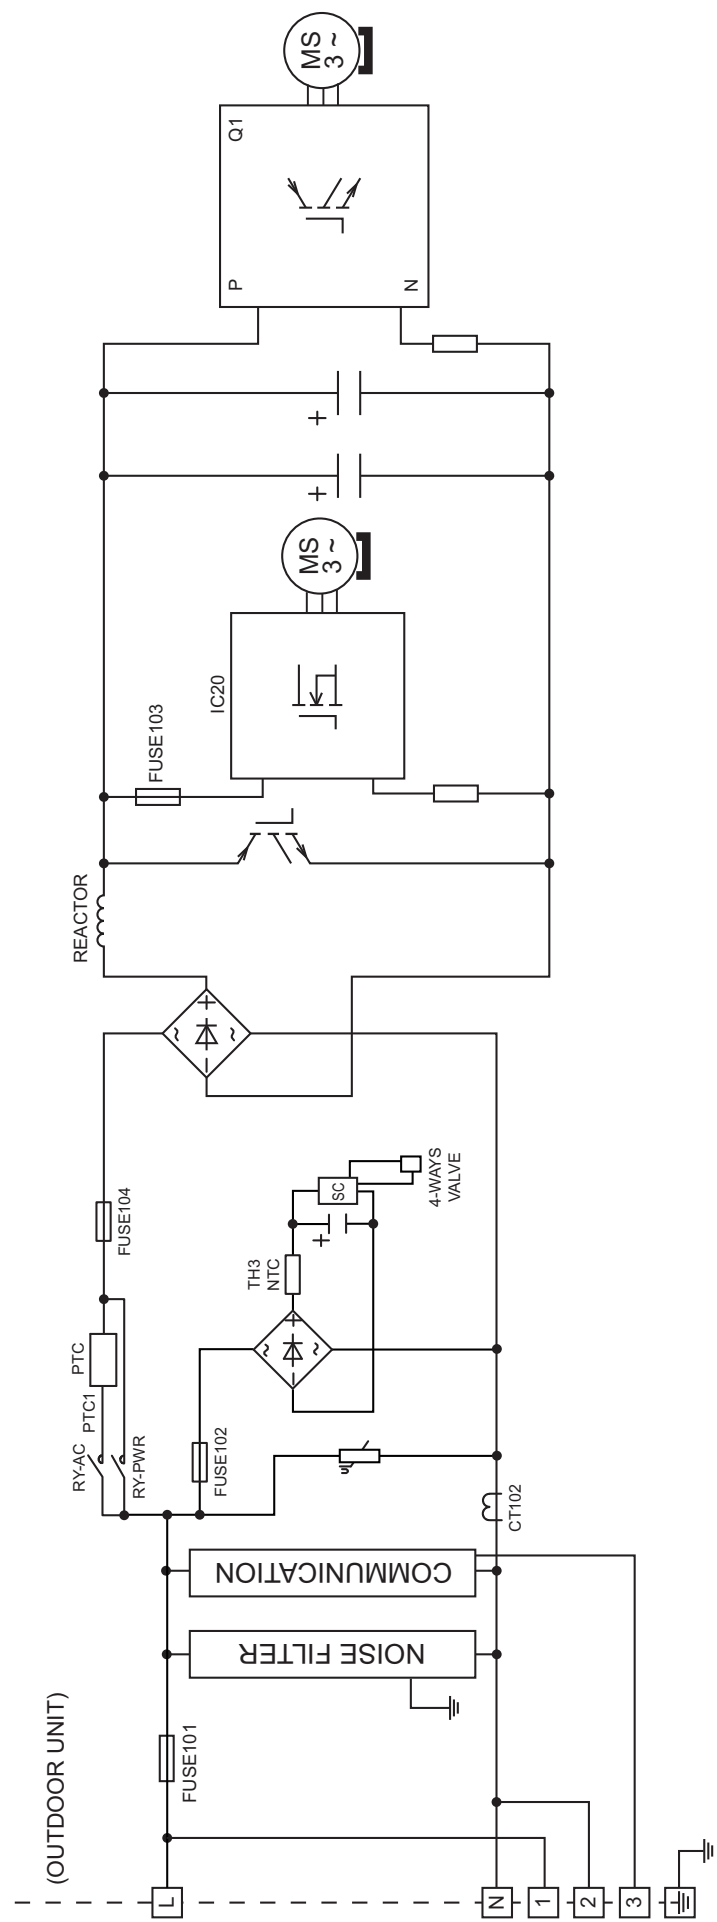 (OUTDOOR UNIT)
L
N
1
2
3
FUSE101
NOISE FILTER
COMMUNICATION
CT102
RY-AC
RY-PWR
PTC1
PTC
FUSE104
FUSE102
TH3
NTC
~
+
~
-
+
SC
4-WAYS
VALVE
~
+
~
-
REACTOR
FUSE103
IC20
MS
3 ~
+
+
P
N
Q1
MS
3 ~